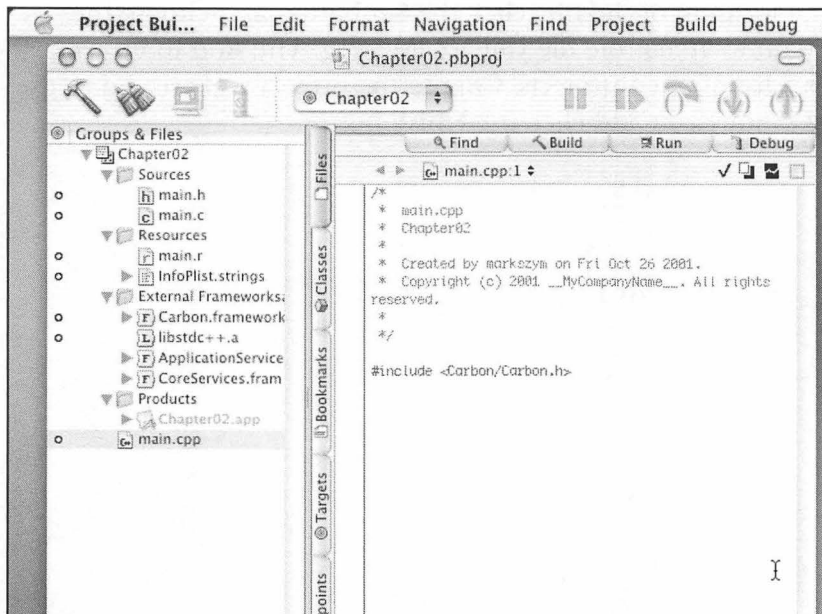 Project Bui... File Edit Format Navigation Find Project Build Debug
Chapter02.pbproj
Chapter02
Groups & Files
Chapter02
Sources
main.h
main.c
Resources
main.r
InfoPlist.strings
External Frameworks
Carbon.framework
libstdc++.a
ApplicationService
CoreServices.fram
Products
Chapter02.app
main.cpp
Files
Classes
Bookmarks
Targets
points
Find Build Run Debug
main.cpp:1
/*
* main.cpp
* Chapter02
*
* Created by markszym on Fri Oct 26 2001.
* Copyright (c) 2001 __MyCompanyName__. All rights
reserved.
*
*/
#include <Carbon/Carbon.h>